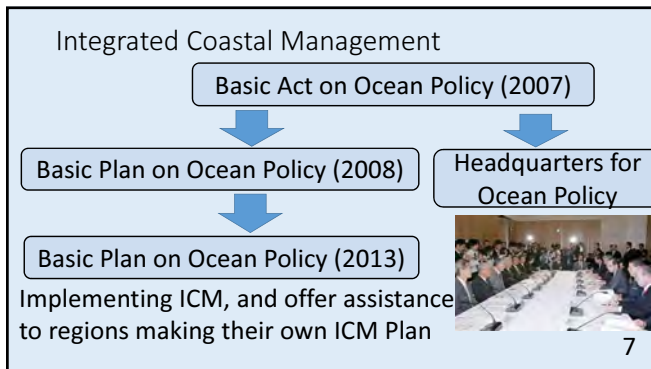 Integrated Coastal Management
Basic Act on Ocean Policy (2007)
Basic Plan on Ocean Policy (2008)
Headquarters for
Ocean Policy
Basic Plan on Ocean Policy (2013)
Implementing ICM, and offer assistance
to regions making their own ICM Plan
7